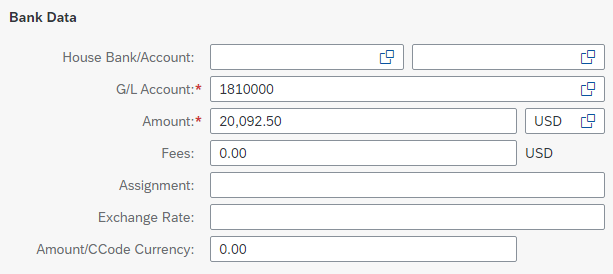 Bank Data
House Bank/Account:
G/L Account:* 1810000
Amount:* 20,092.50 USD
Fees: 0.00 USD
Assignment:
Exchange Rate:
Amount/CCode Currency: 0.00